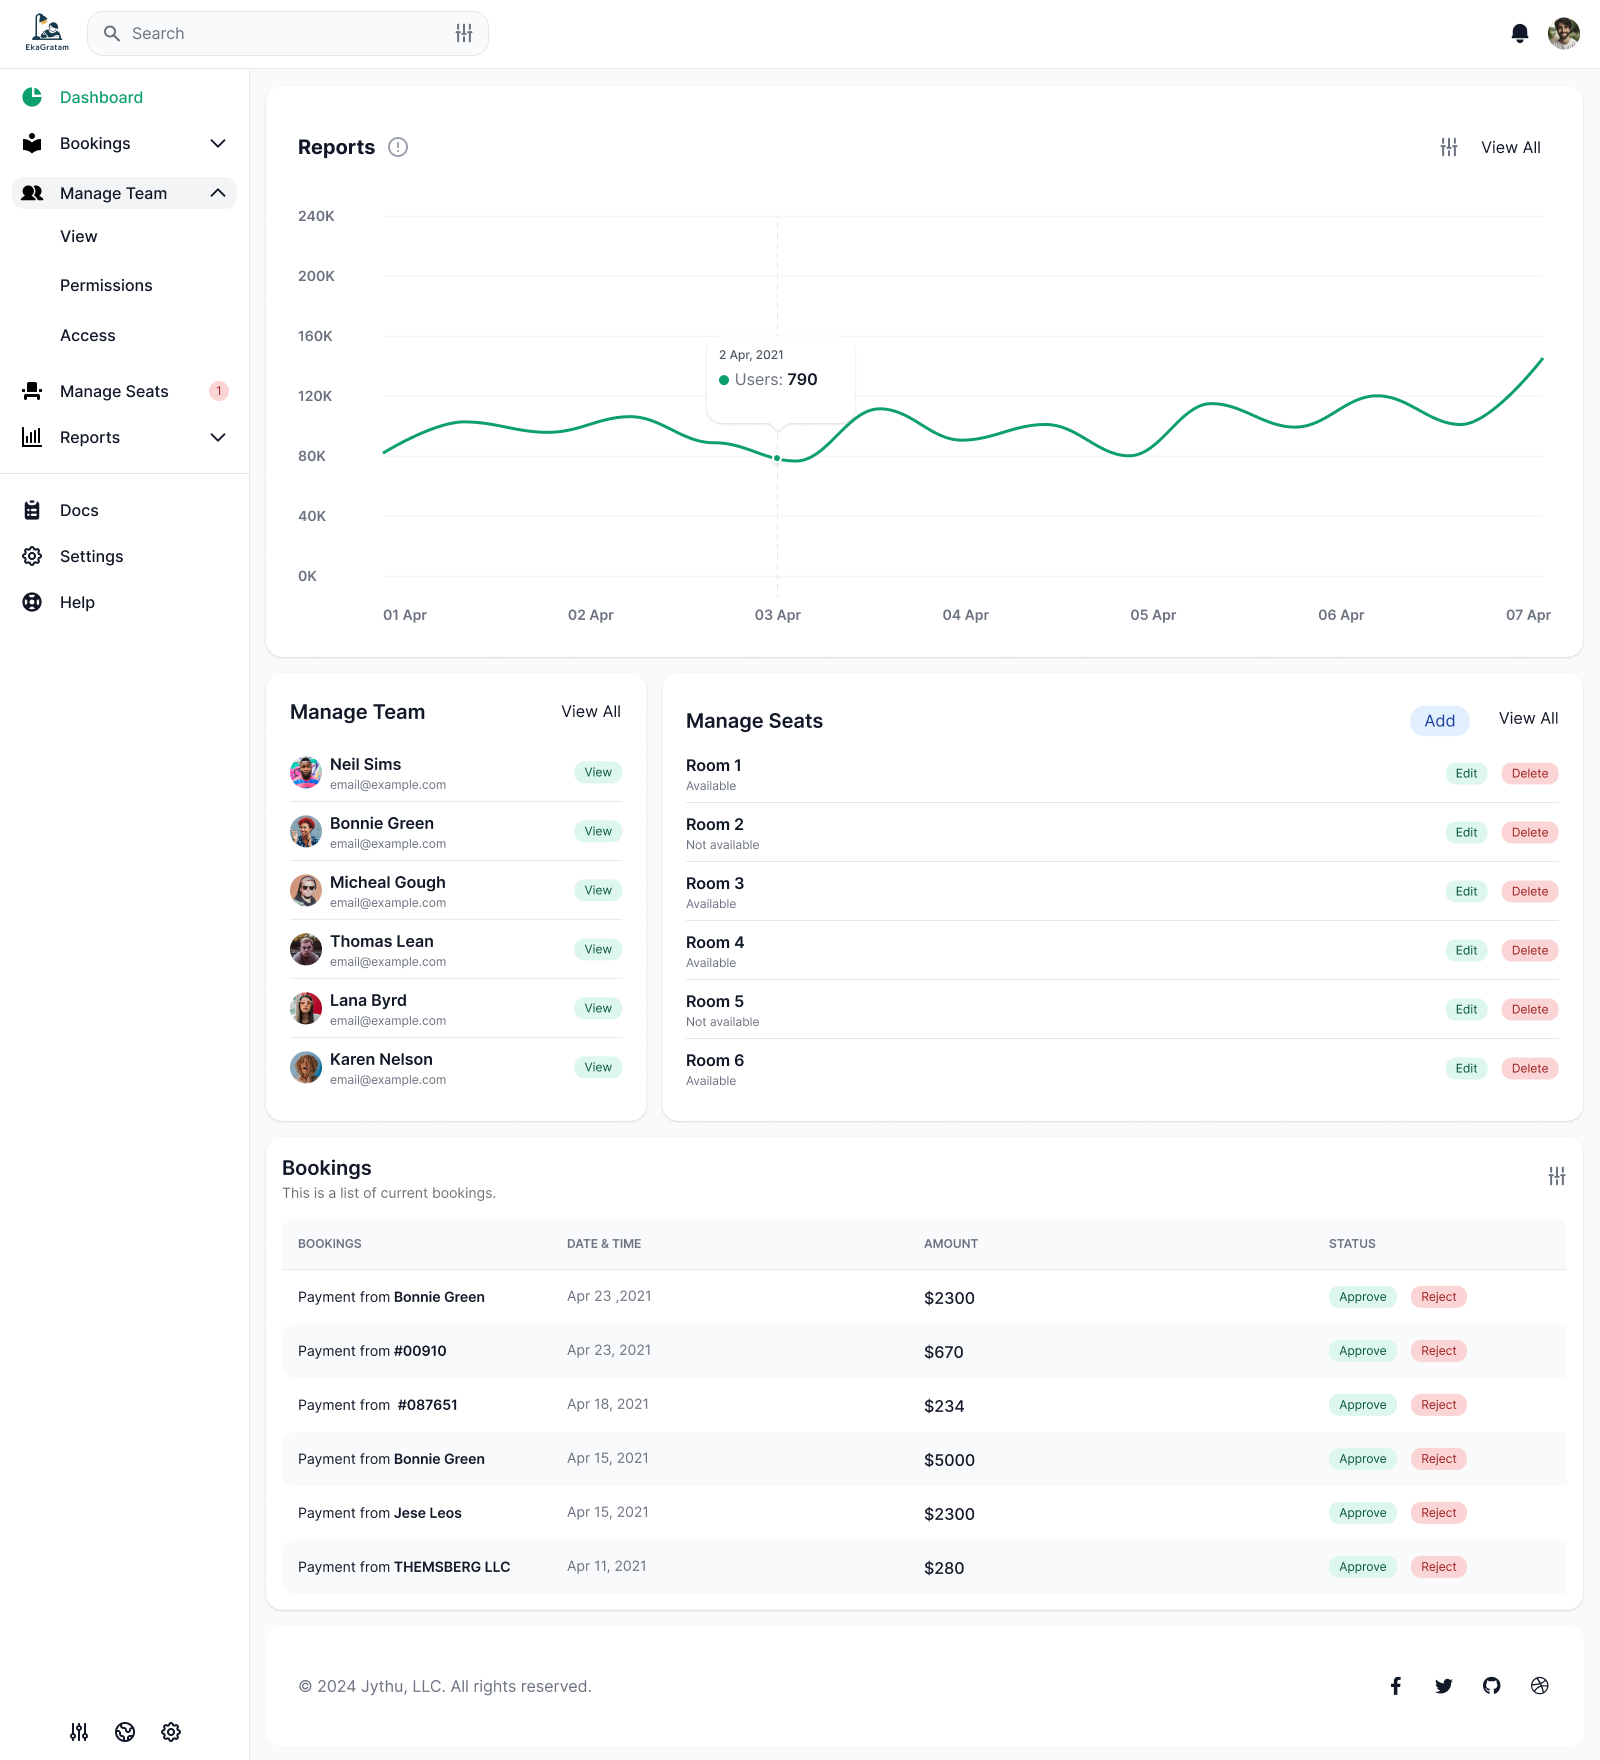 EkaGratam
Search
Dashboard
Bookings
Manage Team
View
Permissions
Access
Manage Seats 1
Reports
Docs
Settings
Help
Reports
View All
240K
200K
160K
120K
80K
40K
0K
2 Apr, 2021
Users: 790
01 Apr 02 Apr 03 Apr 04 Apr 05 Apr 06 Apr 07 Apr
Manage Team View All
Neil Sims
email@example.com
View
Bonnie Green
email@example.com
View
Micheal Gough
email@example.com
View
Thomas Lean
email@example.com
View
Lana Byrd
email@example.com
View
Karen Nelson
email@example.com
View
Manage Seats Add View All
Room 1
Available
Edit Delete
Room 2
Not available
Edit Delete
Room 3
Available
Edit Delete
Room 4
Available
Edit Delete
Room 5
Not available
Edit Delete
Room 6
Available
Edit Delete
Bookings
This is a list of current bookings.
BOOKINGS DATE & TIME AMOUNT STATUS
Payment from Bonnie Green Apr 23 ,2021 $2300 Approve Reject
Payment from #00910 Apr 23, 2021 $670 Approve Reject
Payment from #087651 Apr 18, 2021 $234 Approve Reject
Payment from Bonnie Green Apr 15, 2021 $5000 Approve Reject
Payment from Jese Leos Apr 15, 2021 $2300 Approve Reject
Payment from THEMSBERG LLC Apr 11, 2021 $280 Approve Reject
© 2024 Jythu, LLC. All rights reserved.